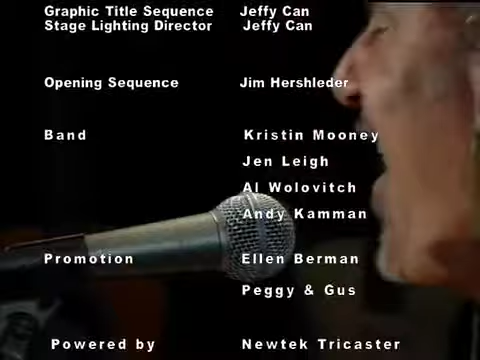 Graphic Title Sequence Jeffy Can
Stage Lighting Director Jeffy Can
Opening Sequence Jim Hershleder
Band Kristin Mooney
Jen Leigh
Al Wolovitch
Andy Kamman
Promotion Ellen Berman
Peggy & Gus
Powered by Newtek Tricaster